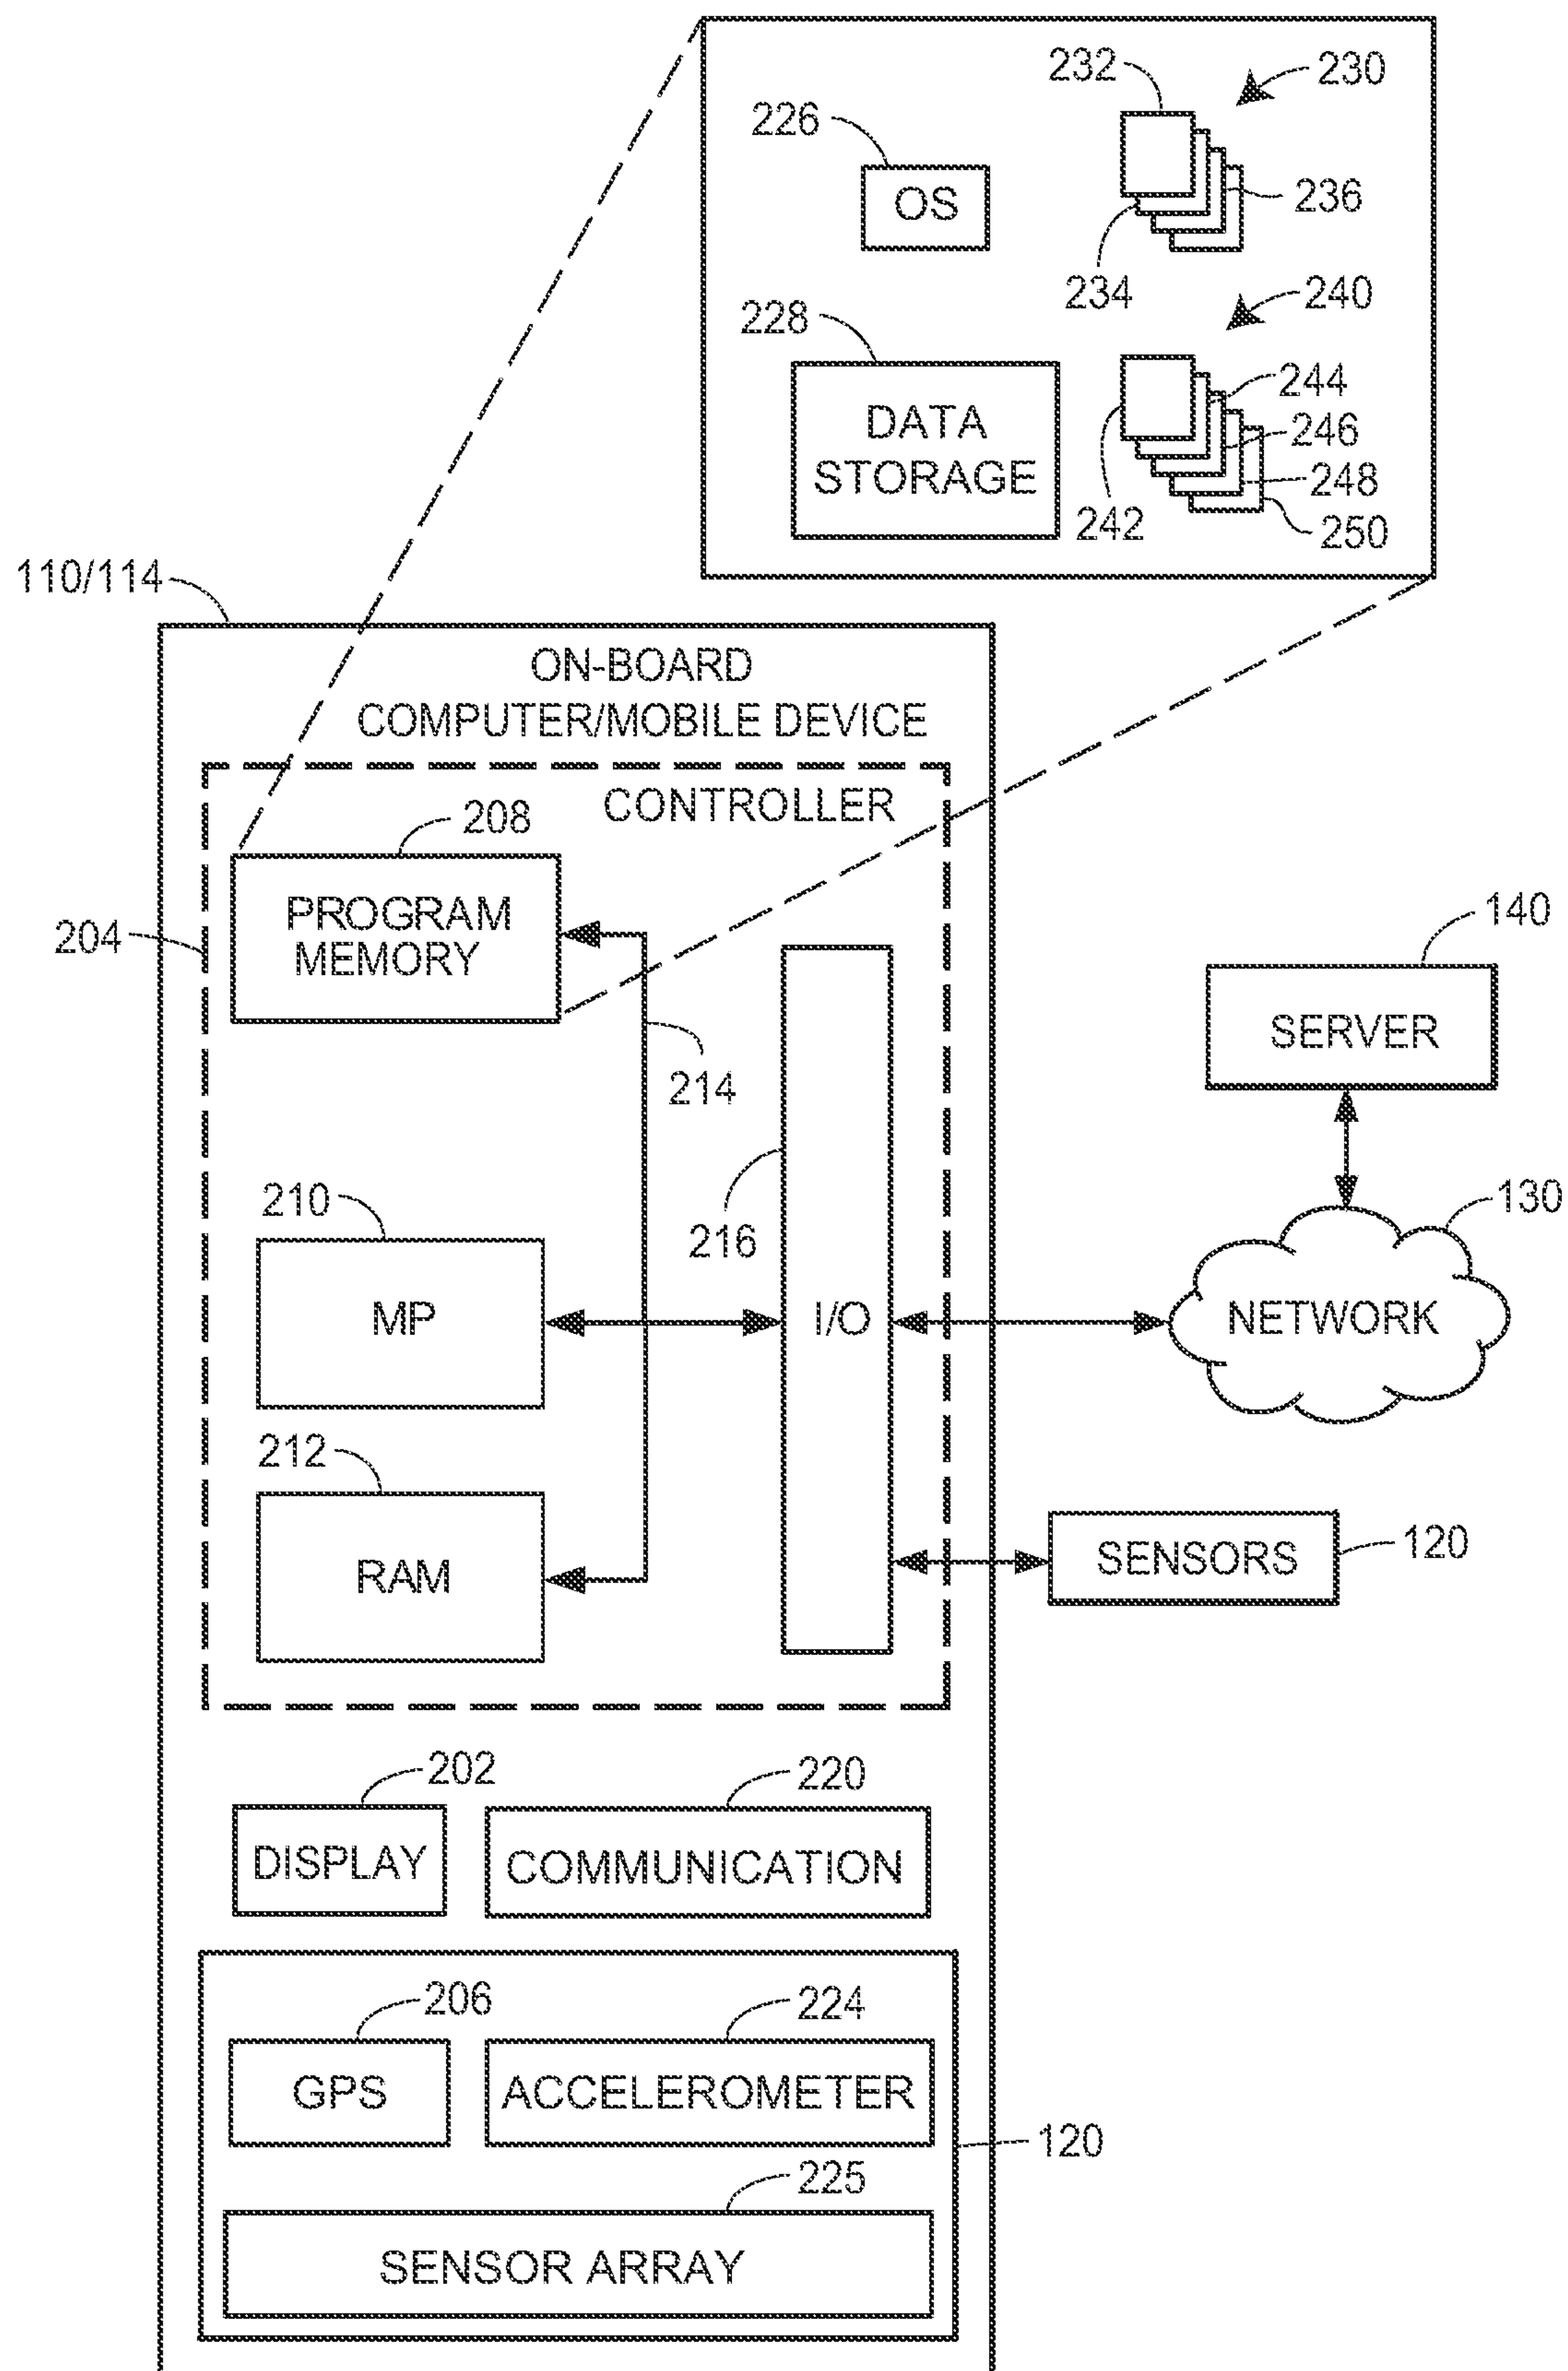 232
230
226
OS
236
234
240
228
244
DATA
246
STORAGE
248
242
250
110/114
ON-BOARD
COMPUTER/MOBILE DEVICE
CONTROLLER
208
PROGRAM
MEMORY
204
140
SERVER
214
210
216
130
MP
I/O
NETWORK
212
RAM
SENSORS
120
202
220
DISPLAY
COMMUNICATION
206
224
GPS
ACCELEROMETER
120
225
SENSOR ARRAY